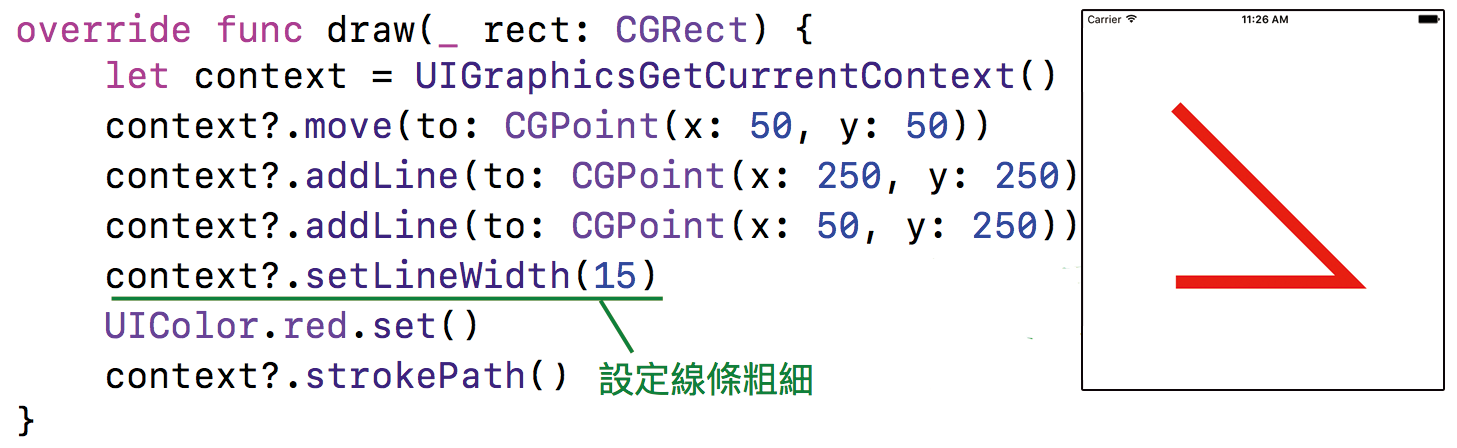 override func draw(_ rect: CGRect) {
let context = UIGraphicsGetCurrentContext()
context?.move(to: CGPoint(x: 50, y: 50))
context?.addLine(to: CGPoint(x: 250, y: 250)
context?.addLine(to: CGPoint(x: 50, y: 250))
context?.setLineWidth(15)
UIColor.red.set()
context?.strokePath()
設定線條粗細
}
Carrier 11:26 AM